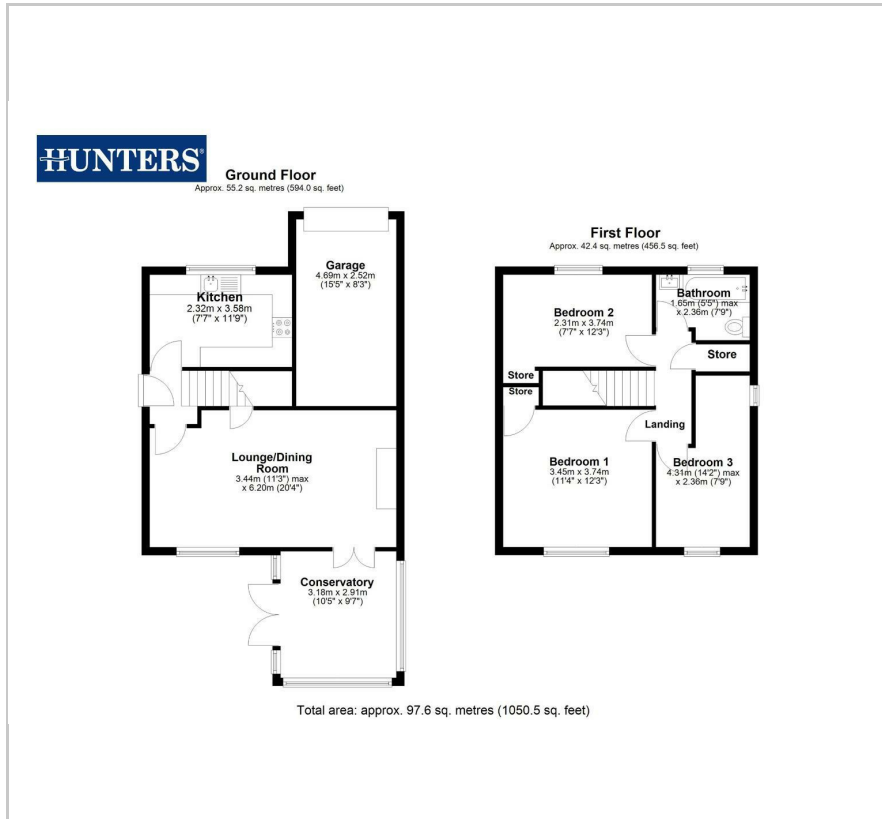 HUNTERS®
Ground Floor
Approx. 55.2 sq. metres (594.0 sq. feet)
Garage
4.69m x 2.52m
(15'5" x 8'3")
Kitchen
2.32m x 3.58m
(7'7" x 11'9")
Lounge/Dining
Room
3.44m (11'3") max
x 6.20m (20'4")
Conservatory
3.18m x 2.91m
(10'5" x 9'7")
First Floor
Approx. 42.4 sq. metres (456.5 sq. feet)
Bathroom
1.65m (5'5") max
x 2.36m (7'9")
Bedroom 2
2.31m x 3.74m
(7'7" x 12'3")
Store
Store
Store
Landing
Bedroom 1
3.45m x 3.74m
(11'4" x 12'3")
Bedroom 3
4.31m (14'2") max
x 2.36m (7'9")
Total area: approx. 97.6 sq. metres (1050.5 sq. feet)